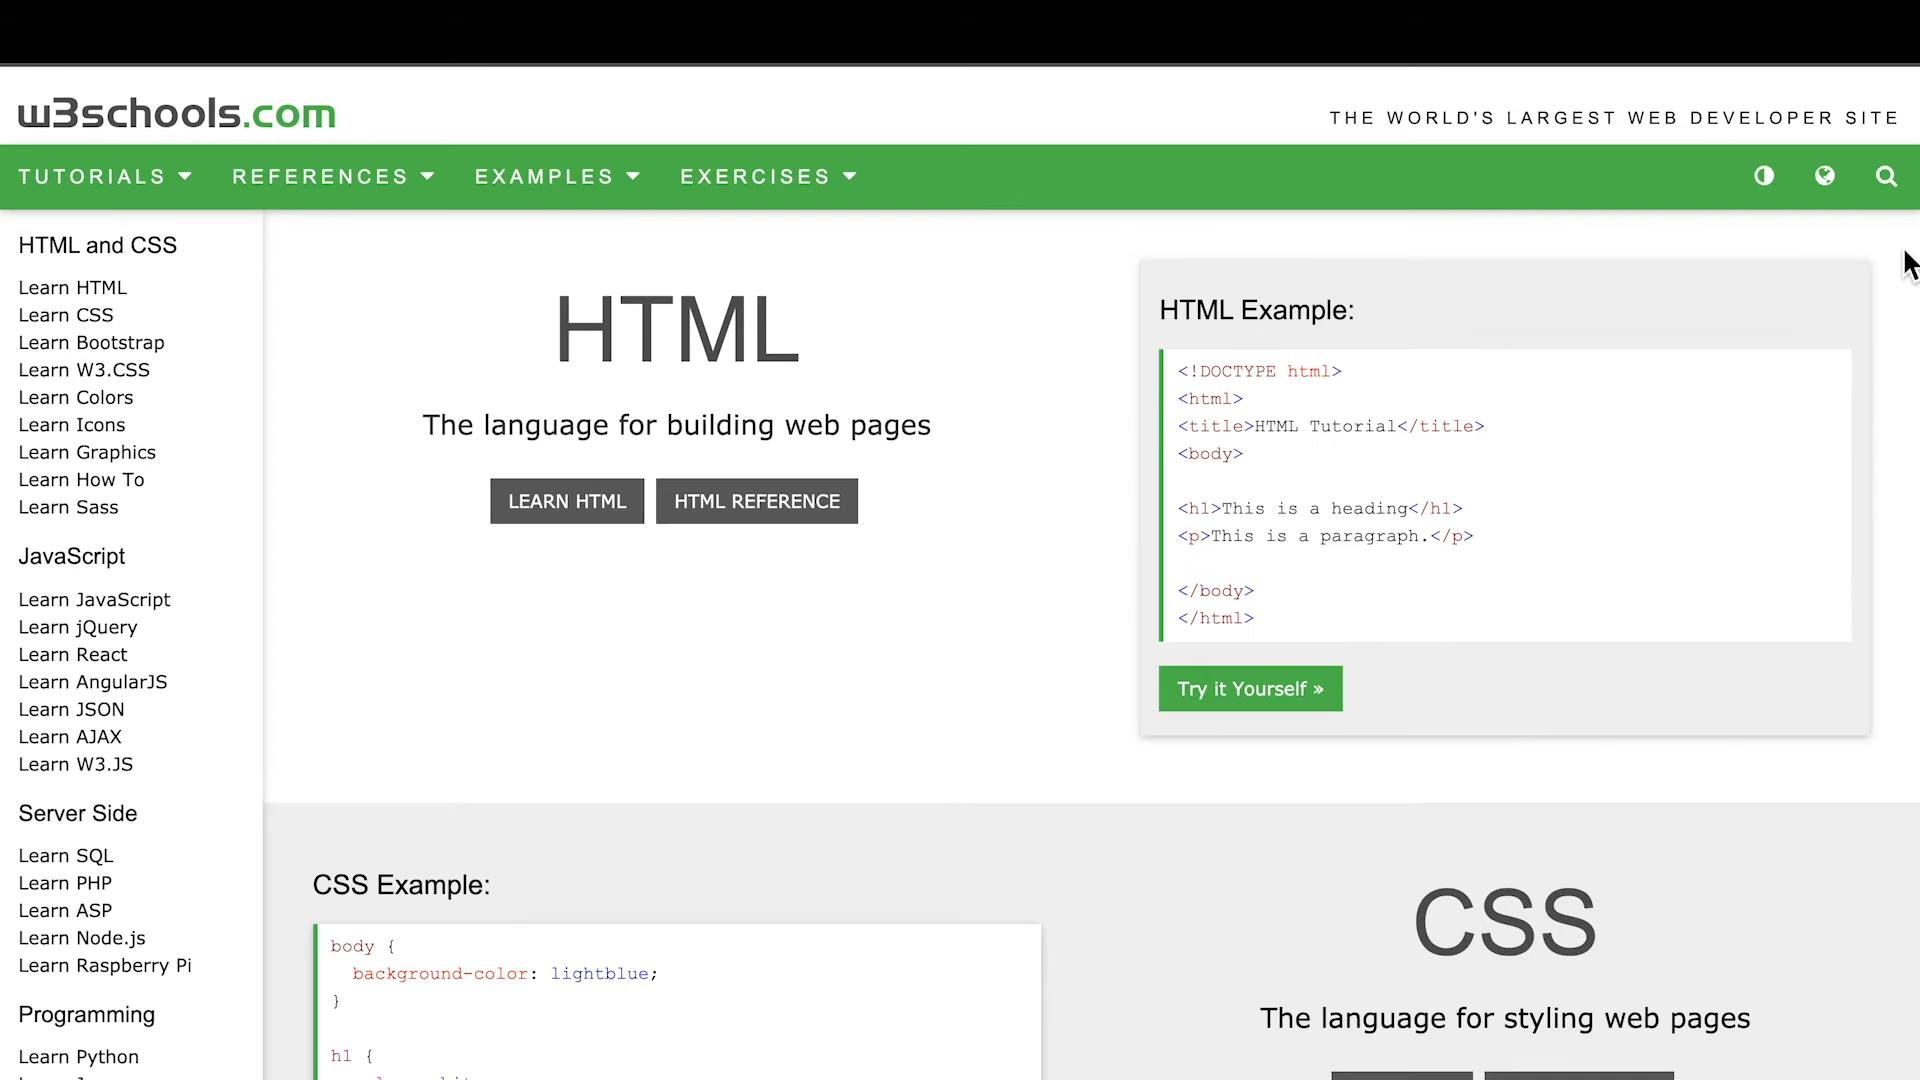 w3schools.com
THE WORLD'S LARGEST WEB DEVELOPER SITE
TUTORIALS
REFERENCES
EXAMPLES
EXERCISES
HTML and CSS
Learn HTML
Learn CSS
Learn Bootstrap
Learn W3.CSS
Learn Colors
Learn Icons
Learn Graphics
Learn How To
Learn Sass
JavaScript
Learn JavaScript
Learn jQuery
Learn React
Learn AngularJS
Learn JSON
Learn AJAX
Learn W3.JS
Server Side
Learn SQL
Learn PHP
Learn ASP
Learn Node.js
Learn Raspberry Pi
Programming
Learn Python
HTML
The language for building web pages
LEARN HTML
HTML REFERENCE
HTML Example:
<!DOCTYPE html>
<html>
<title>HTML Tutorial</title>
<body>
<h1>This is a heading</h1>
<p>This is a paragraph.</p>
</body>
</html>
Try it Yourself »
CSS Example:
body {
background-color: lightblue;
}
h1 {
CSS
The language for styling web pages